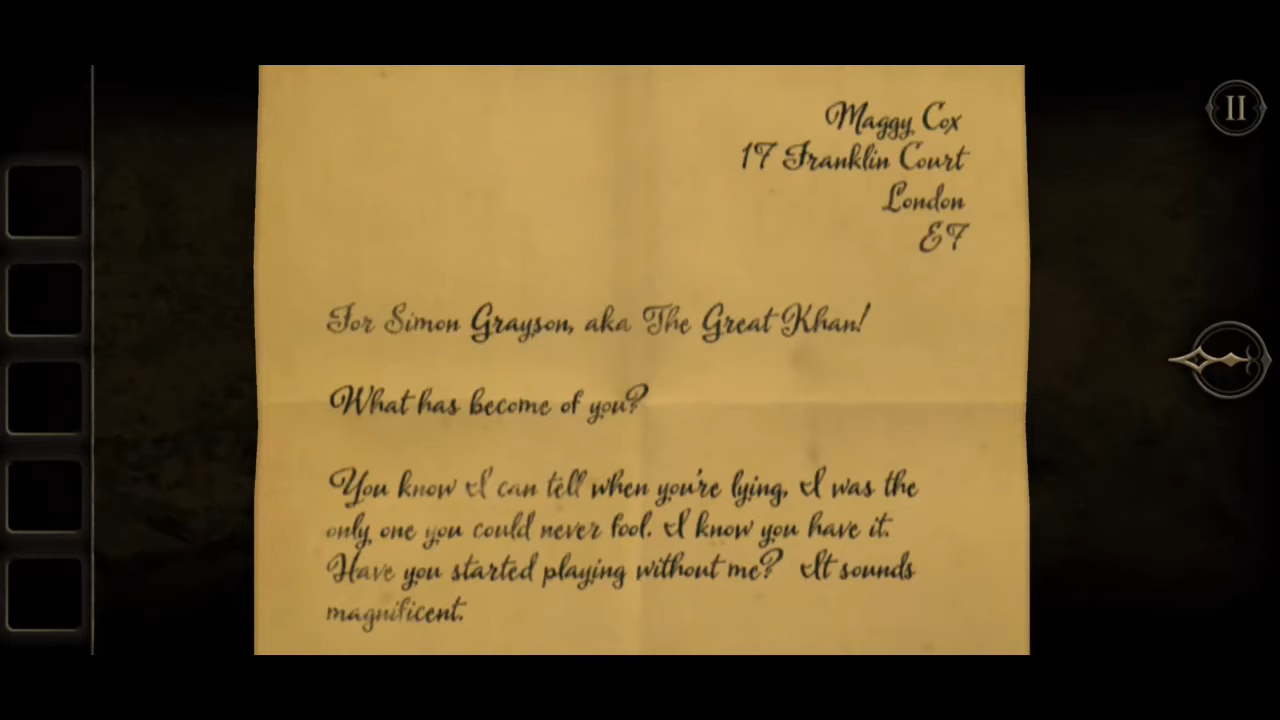 Maggy Cox
17 Franklin Court
London
E7
For Simon Grayson, aka The Great Khan!
What has become of you?
You know I can tell when you're lying, I was the
only one you could never fool. I know you have it.
Have you started playing without me? It sounds
magnificent.
II